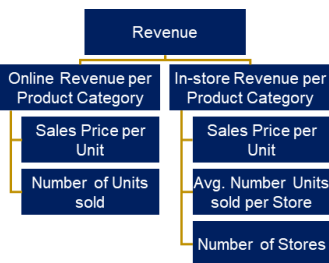 Revenue
Online Revenue per
Product Category
In-store Revenue per
Product Category
Sales Price per
Unit
Sales Price per
Unit
Number of Units
sold
Avg. Number Units
sold per Store
Number of Stores